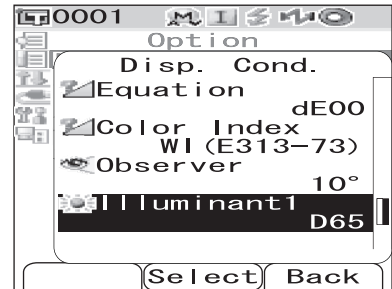 0001
M I
Option
Disp. Cond.
Equation
dE00
Color Index
WI(E313-73)
Observer
10°
Illuminant1
D65
Select Back